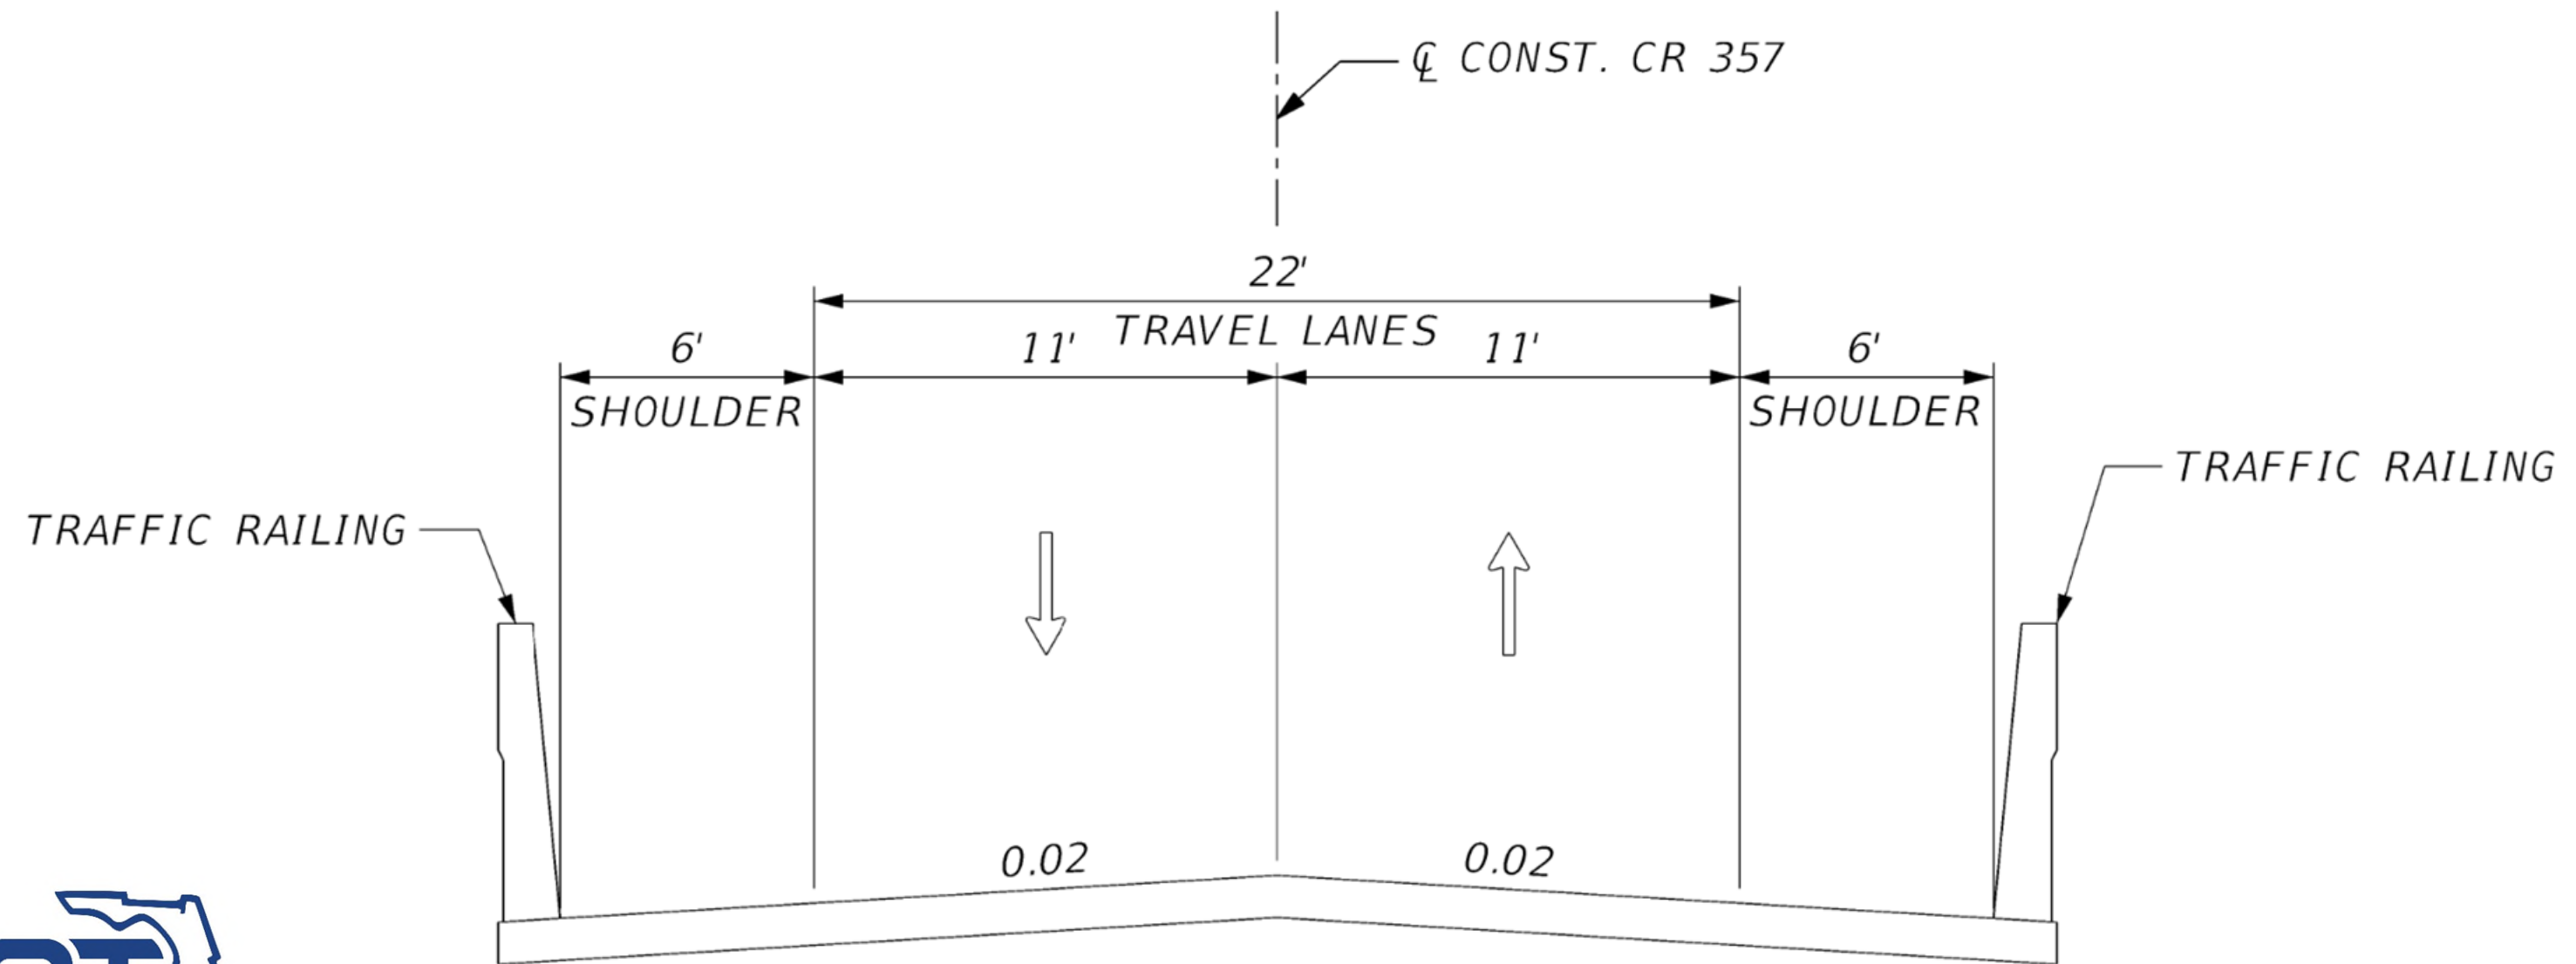 ℄ CONST. CR 357
22'
TRAVEL LANES
6'
11'
11'
6'
SHOULDER
SHOULDER
TRAFFIC RAILING
TRAFFIC RAILING
0.02
0.02